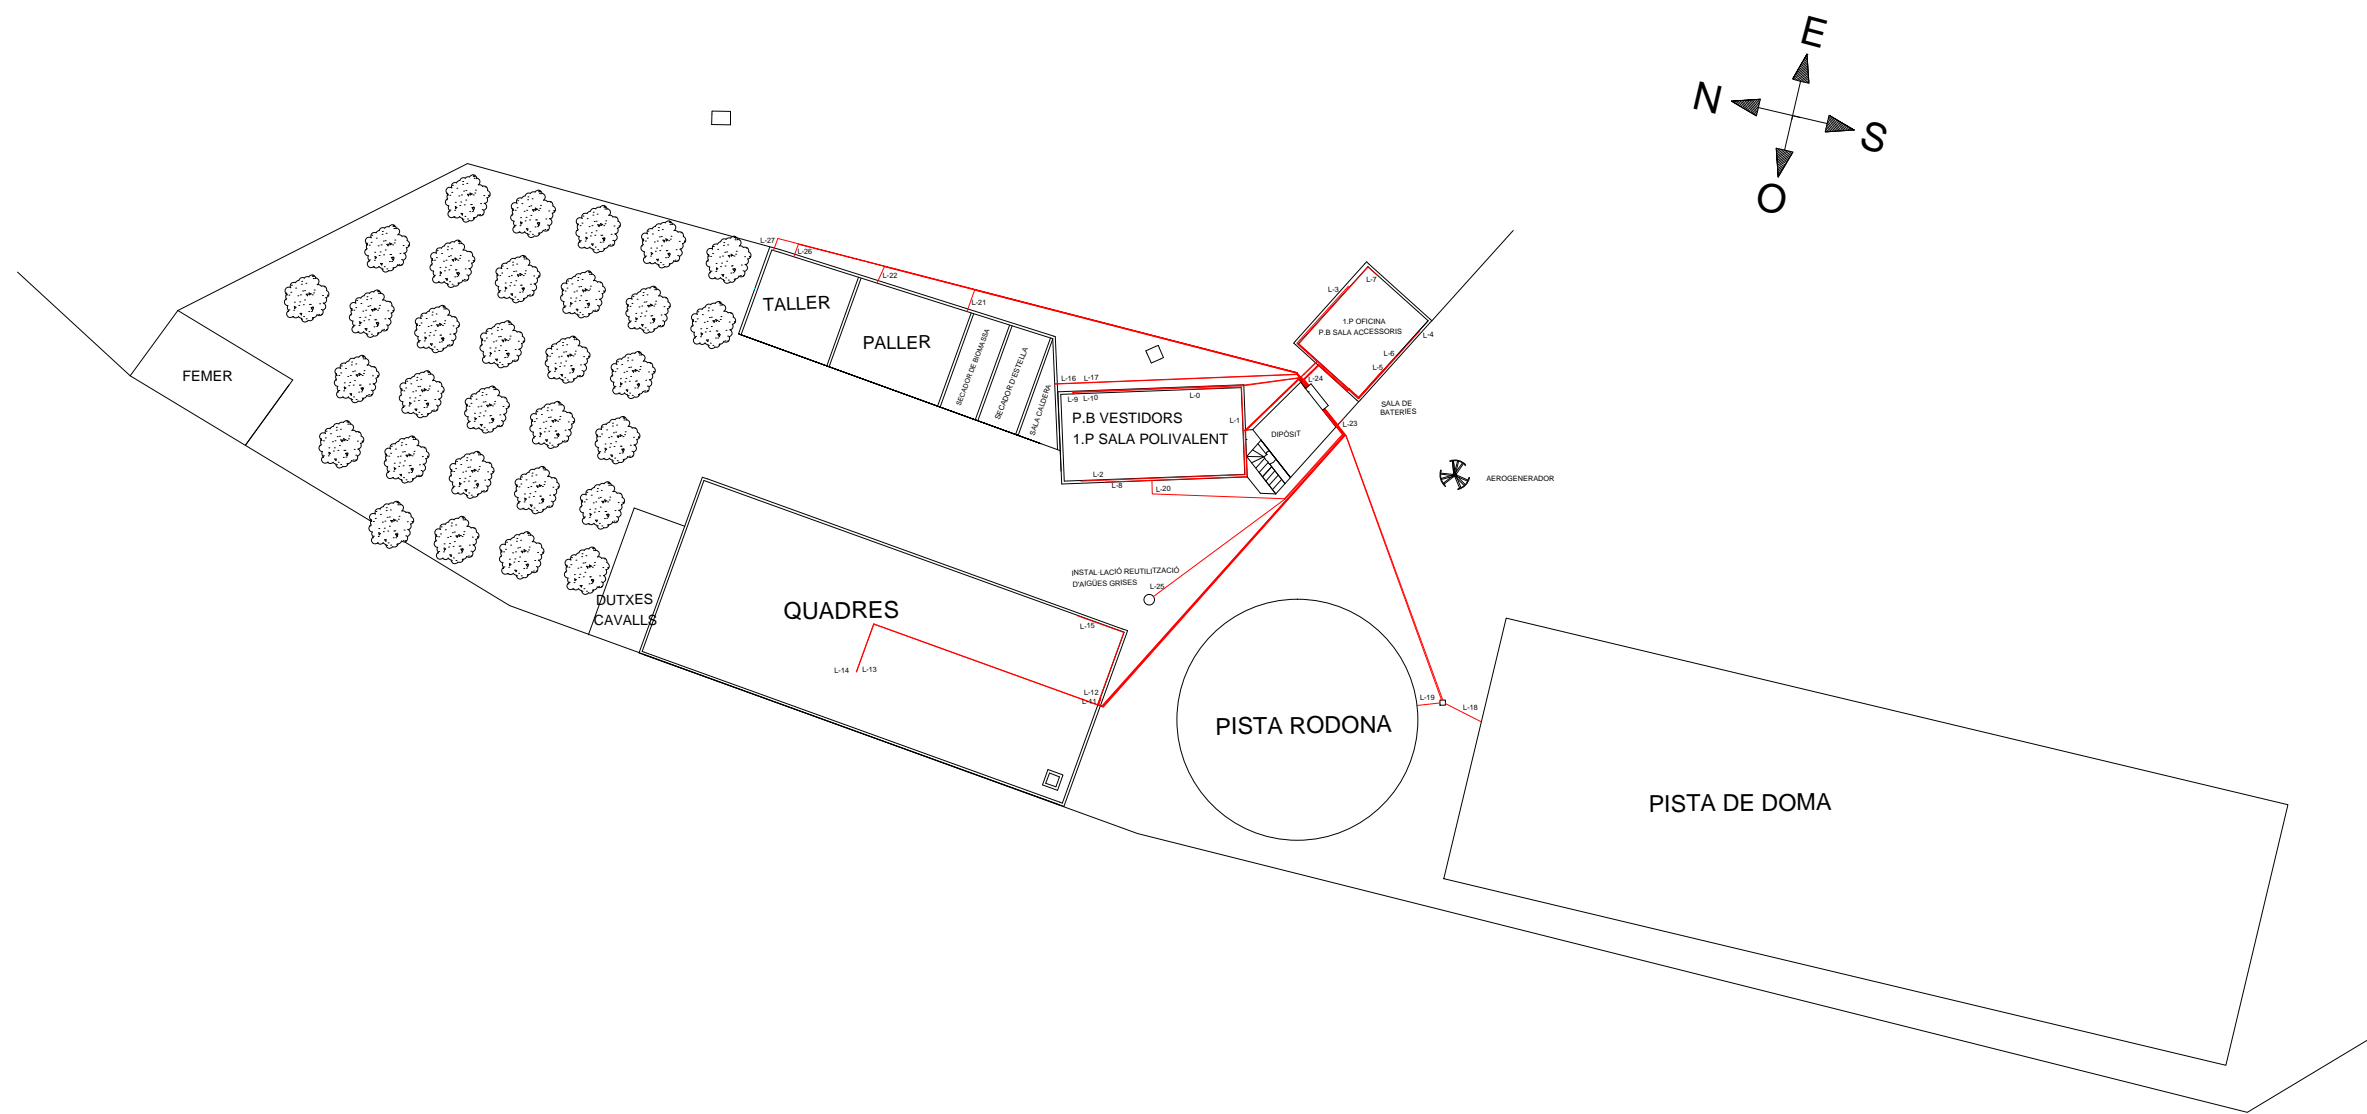 E
N
S
O
L-27
L-26
L-22
L-21
TALLER
PALLER
SECADOR DE BIOMASSA
SECADOR D'ESTELLA
SALA CALDERA
L-7
L-3
1.P OFICINA
P.B SALA ACCESSORIS
L-4
L-6
L-5
L-24
L-16 L-17
L-9 L-10
L-0
SALA DE
BATERIES
L-1
L-23
P.B VESTIDORS
1.P SALA POLIVALENT
DIPÒSIT
L-2
L-8
L-20
AEROGENERADOR
FEMER
INSTAL·LACIÓ REUTILITZACIÓ
D'AIGÜES GRISES
L-25
DUTXES
CAVALLS
QUADRES
L-15
L-14 L-13
L-12
L-11
L-19
L-18
PISTA RODONA
PISTA DE DOMA